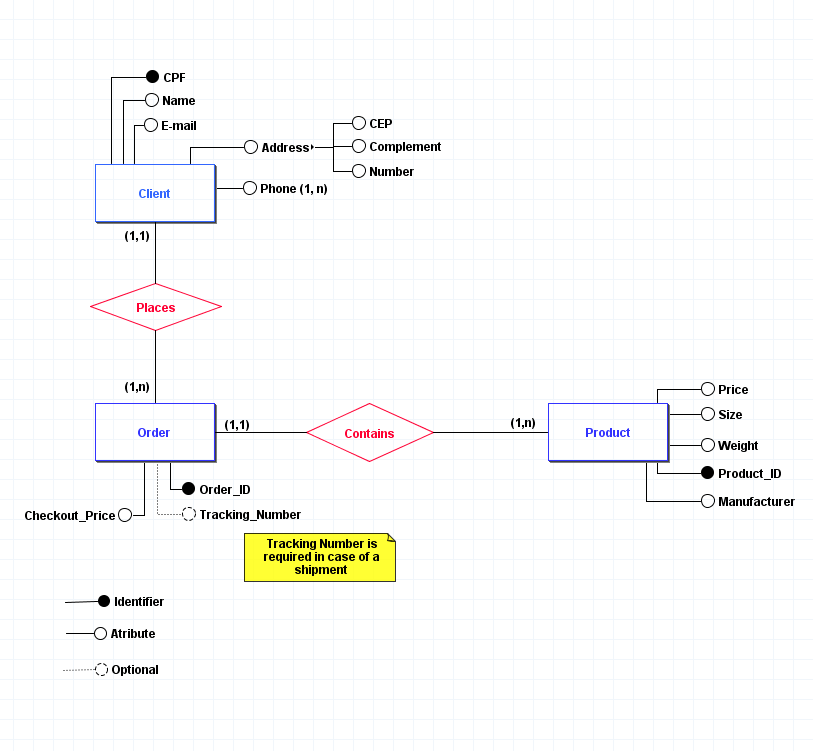 CPF
Name
E-mail
CEP
Address
Complement
Number
Client
Phone (1, n)
(1,1)
Places
(1,n)
Order
(1,1)
Contains
(1,n)
Product
Price
Size
Weight
Product_ID
Manufacturer
Order_ID
Checkout_Price
Tracking_Number
Tracking Number is
required in case of a
shipment
Identifier
Atribute
Optional